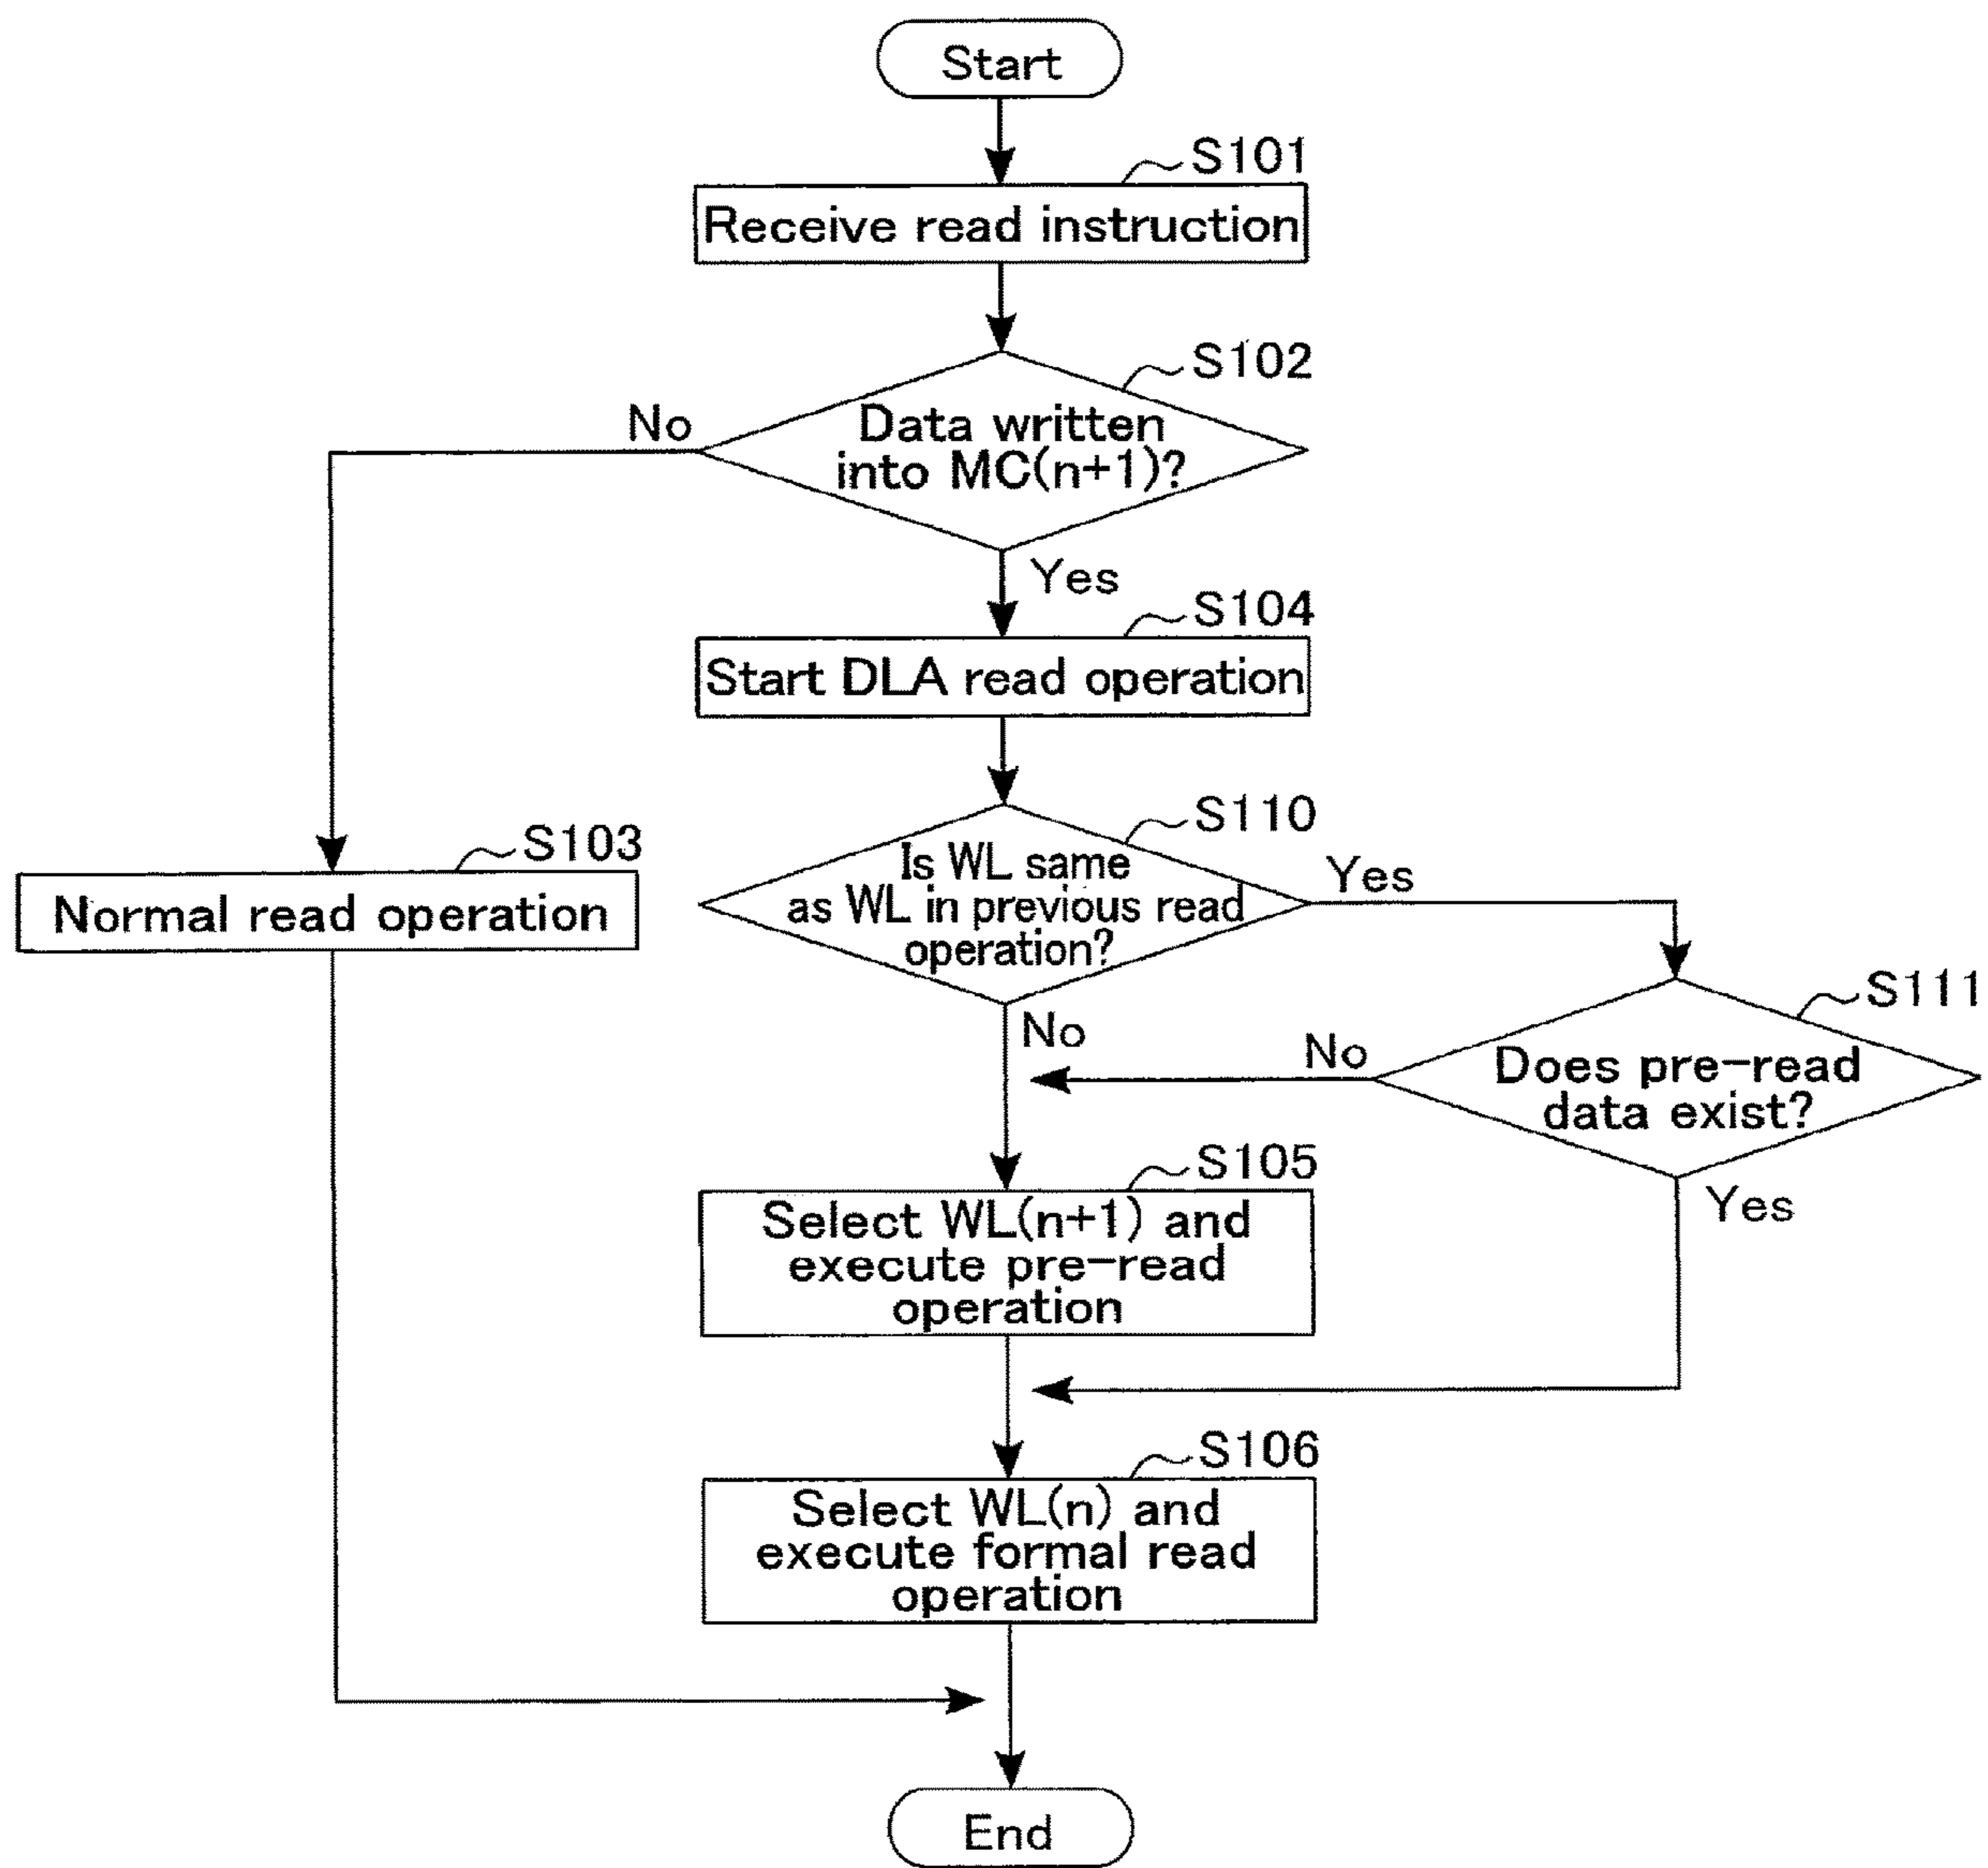 Start
S101
Receive read instruction
S102
Data written
into MC(n+1)?
No
Yes
S104
Start DLA read operation
S110
Is WL same
as WL in previous read
operation?
Yes
S103
Normal read operation
No
S111
Does pre-read
data exist?
No
Yes
S105
Select WL(n+1) and
execute pre-read
operation
S106
Select WL(n) and
execute formal read
operation
End